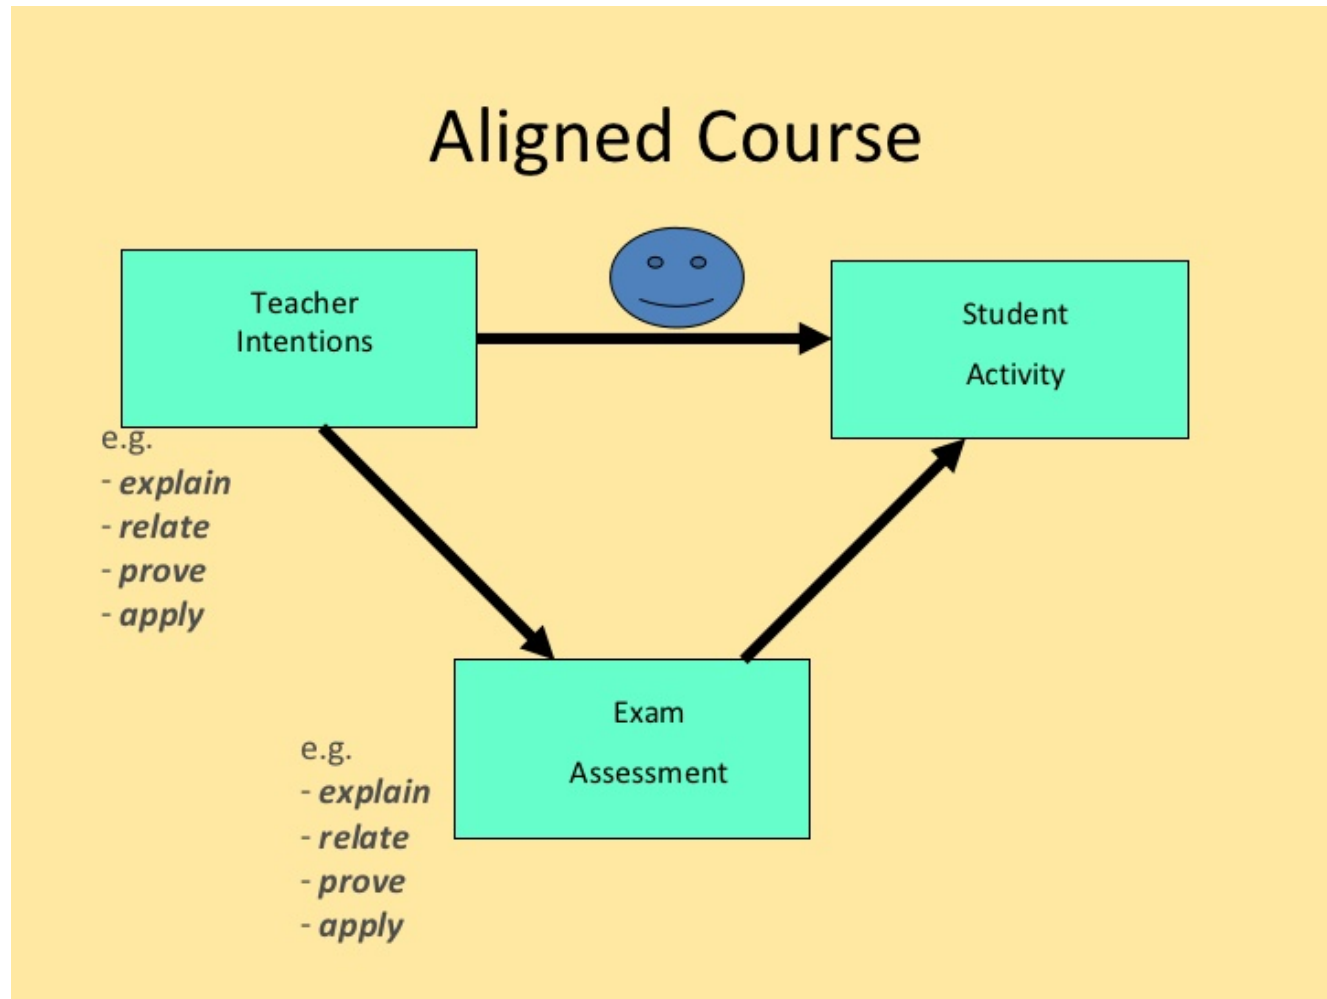 Aligned Course
Teacher
Intentions
Student
Activity
e.g.
- explain
- relate
- prove
- apply
Exam
Assessment
e.g.
- explain
- relate
- prove
- apply